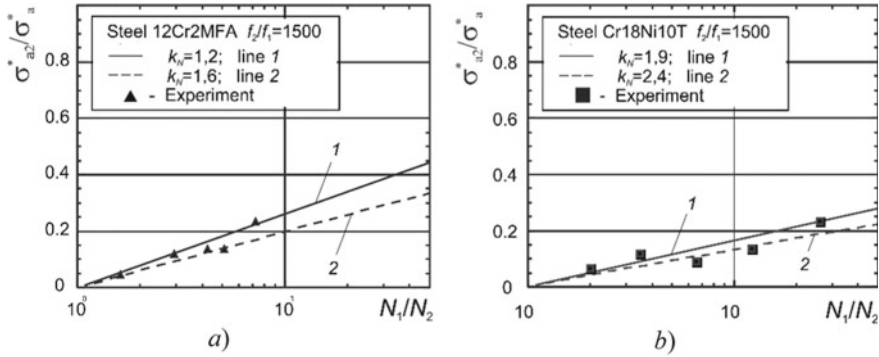 σ*a2/σ*a
Steel 12Cr2MFA f2/f1=1500
kN=1,2; line 1
kN=1,6; line 2
- Experiment
1
0.8
0.6
0.4
0.2
0
1
2
10⁰
10¹
N1/N2
a)
σ*a2/σ*a
Steel Cr18Ni10T f2/f1=1500
kN=1,9; line 1
kN=2,4; line 2
- Experiment
1
0.8
0.6
0.4
0.2
0
1
2
10
10
N1/N2
b)